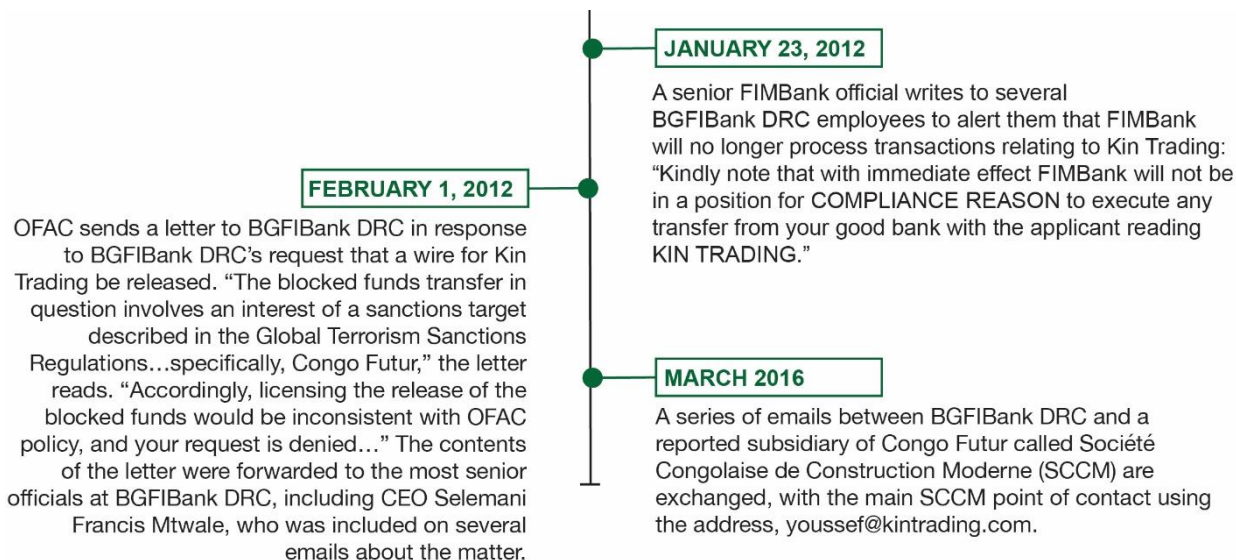 JANUARY 23, 2012
A senior FIMBank official writes to several
BGFIBank DRC employees to alert them that FIMBank
will no longer process transactions relating to Kin Trading:
“Kindly note that with immediate effect FIMBank will not be
in a position for COMPLIANCE REASON to execute any
transfer from your good bank with the applicant reading
KIN TRADING.”
FEBRUARY 1, 2012
OFAC sends a letter to BGFIBank DRC in response
to BGFIBank DRC’s request that a wire for Kin
Trading be released. “The blocked funds transfer in
question involves an interest of a sanctions target
described in the Global Terrorism Sanctions
Regulations…specifically, Congo Futur,” the letter
reads. “Accordingly, licensing the release of the
blocked funds would be inconsistent with OFAC
policy, and your request is denied…” The contents
of the letter were forwarded to the most senior
officials at BGFIBank DRC, including CEO Selemani
Francis Mtwale, who was included on several
emails about the matter.
MARCH 2016
A series of emails between BGFIBank DRC and a
reported subsidiary of Congo Futur called Société
Congolaise de Construction Moderne (SCCM) are
exchanged, with the main SCCM point of contact using
the address, youssef@kintrading.com.